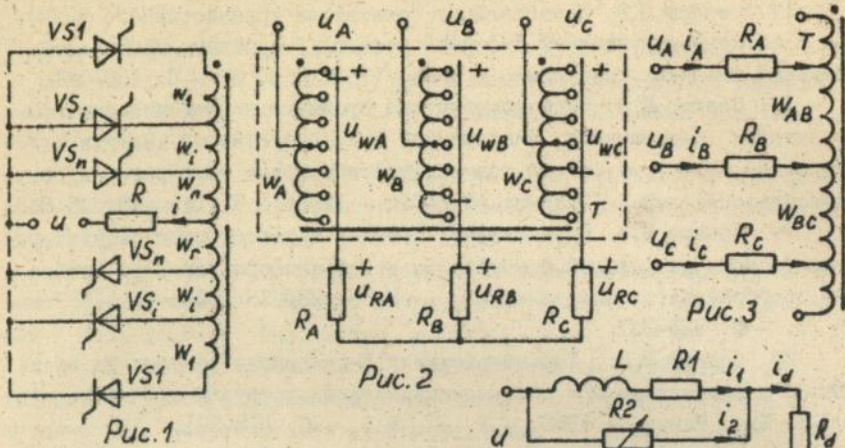 VS1
VSi
VSn
R
u
i
VSn
VSi
VS1
w1
wi
wn
wn
wi
w1
Рис.1
uA
uB
uC
+
+
+
uWA
uWB
uWC
wA
wB
wC
T
+
+
+
uRA
uRB
uRC
RA
RB
RC
Рис.2
T
uA
iA
RA
WAB
uB
iB
RB
WBC
uC
iC
RC
Рис.3
L
R1
i1
id
R2
i2
Rd
u